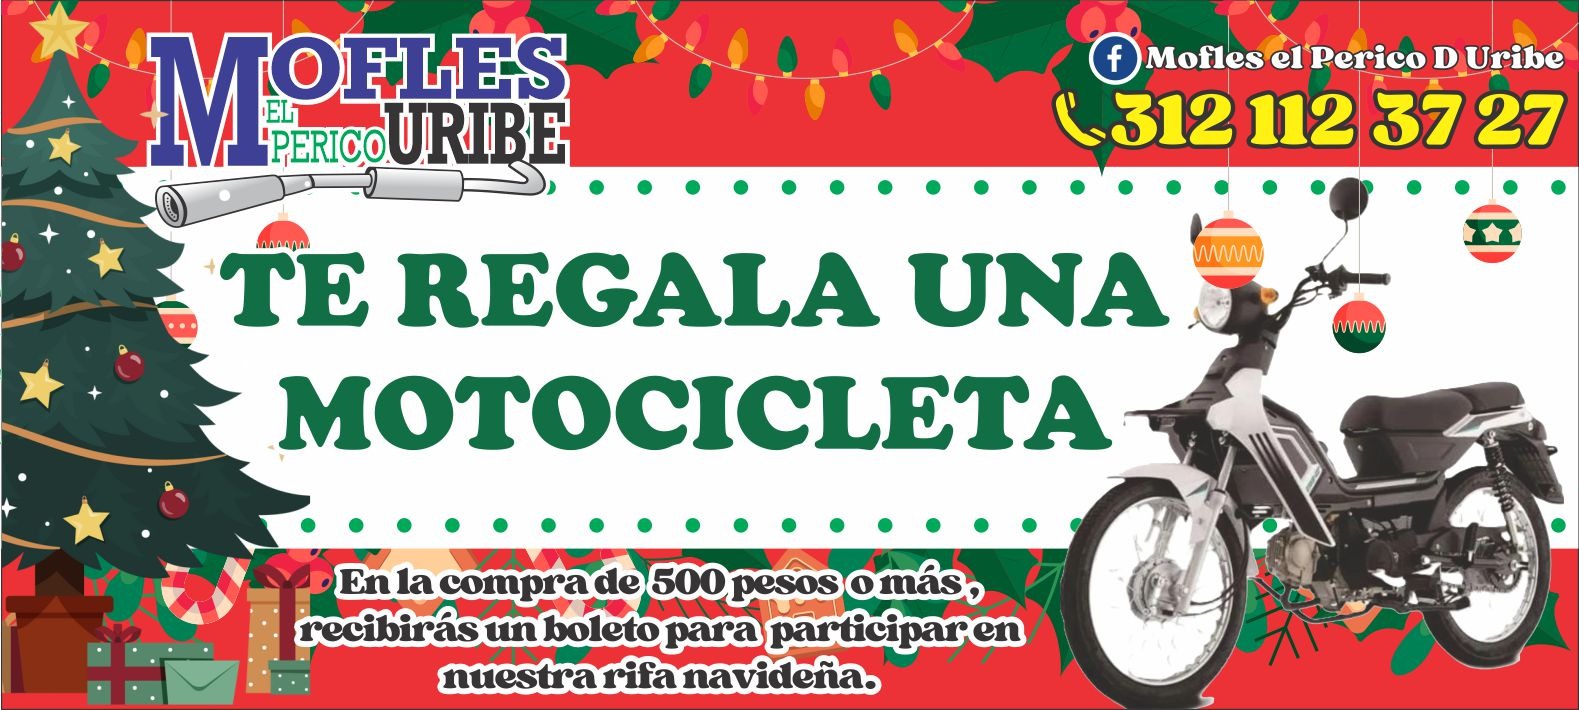 MOFLES
EL PERICO URIBE
Mofles el Perico D Uribe
312 112 37 27
TE REGALA UNA
MOTOCICLETA
En la compra de 500 pesos o más,
recibirás un boleto para participar en
nuestra rifa navideña.